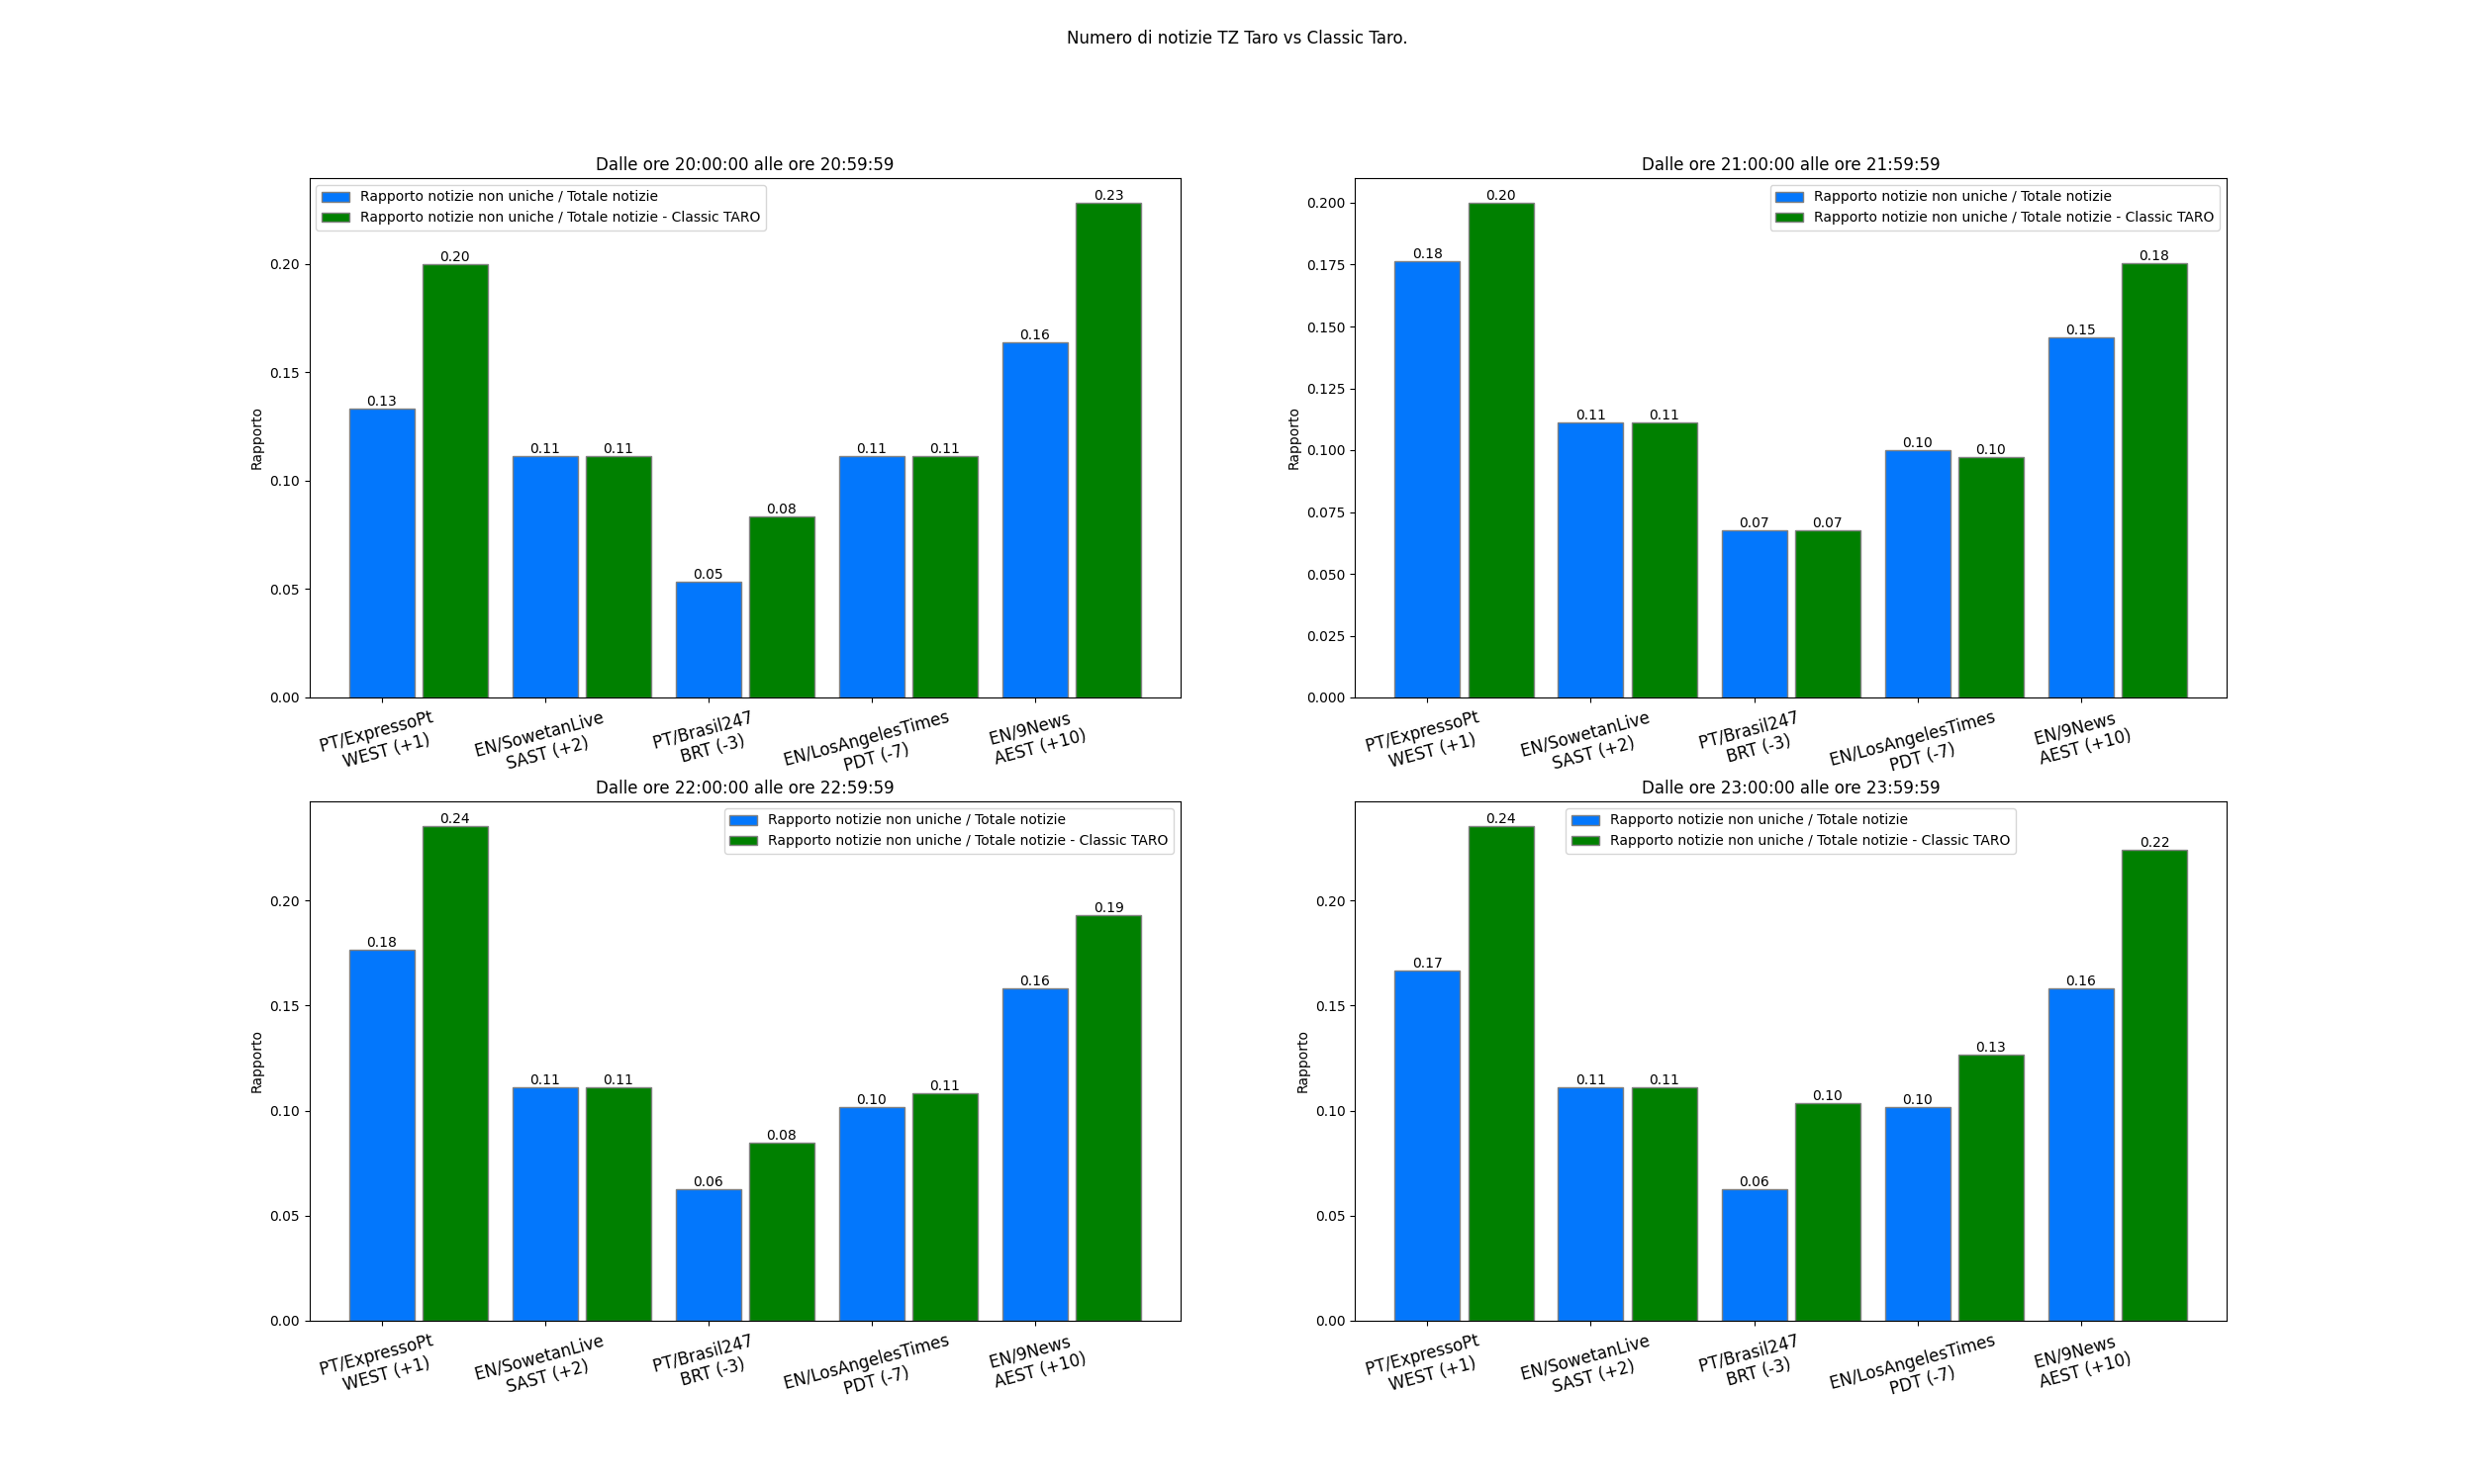 Numero di notizie TZ Taro vs Classic Taro.
Dalle ore 20:00:00 alle ore 20:59:59
Rapporto notizie non uniche / Totale notizie
Rapporto notizie non uniche / Totale notizie - Classic TARO
Rapporto
0.20
0.15
0.10
0.05
0.00
0.13
0.20
0.11
0.11
0.05
0.08
0.11
0.11
0.16
0.23
PT/ExpressoPt
WEST (+1)
EN/SowetanLive
SAST (+2)
PT/Brasil247
BRT (-3)
EN/LosAngelesTimes
PDT (-7)
EN/9News
AEST (+10)
Dalle ore 21:00:00 alle ore 21:59:59
Rapporto notizie non uniche / Totale notizie
Rapporto notizie non uniche / Totale notizie - Classic TARO
Rapporto
0.200
0.175
0.150
0.125
0.100
0.075
0.050
0.025
0.000
0.18
0.20
0.11
0.11
0.07
0.07
0.10
0.10
0.15
0.18
PT/ExpressoPt
WEST (+1)
EN/SowetanLive
SAST (+2)
PT/Brasil247
BRT (-3)
EN/LosAngelesTimes
PDT (-7)
EN/9News
AEST (+10)
Dalle ore 22:00:00 alle ore 22:59:59
Rapporto notizie non uniche / Totale notizie
Rapporto notizie non uniche / Totale notizie - Classic TARO
Rapporto
0.20
0.15
0.10
0.05
0.00
0.18
0.24
0.11
0.11
0.06
0.08
0.10
0.11
0.16
0.19
PT/ExpressoPt
WEST (+1)
EN/SowetanLive
SAST (+2)
PT/Brasil247
BRT (-3)
EN/LosAngelesTimes
PDT (-7)
EN/9News
AEST (+10)
Dalle ore 23:00:00 alle ore 23:59:59
Rapporto notizie non uniche / Totale notizie
Rapporto notizie non uniche / Totale notizie - Classic TARO
Rapporto
0.20
0.15
0.10
0.05
0.00
0.17
0.24
0.11
0.11
0.06
0.10
0.10
0.13
0.16
0.22
PT/ExpressoPt
WEST (+1)
EN/SowetanLive
SAST (+2)
PT/Brasil247
BRT (-3)
EN/LosAngelesTimes
PDT (-7)
EN/9News
AEST (+10)